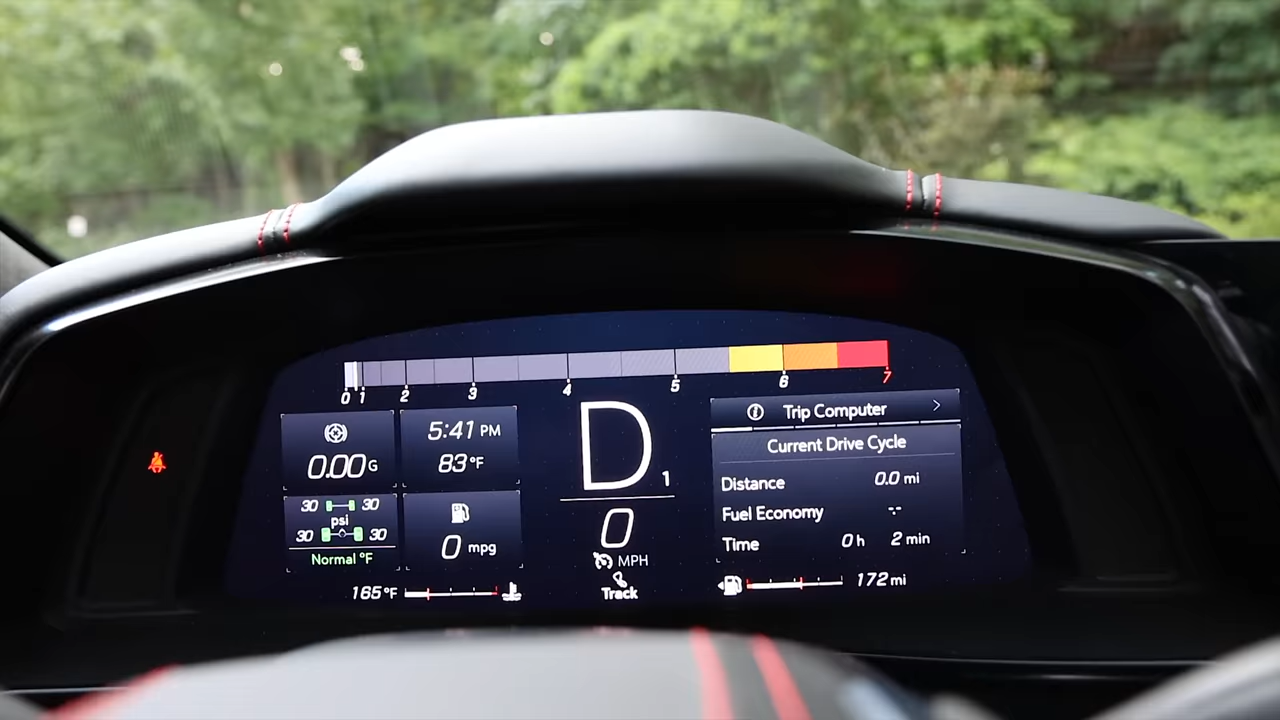 0 1 2 3 4 5 6 7
0.00 G
5:41 PM
83 °F
30 30
psi
30 30
Normal °F
0 mpg
165 °F
D 1
0
MPH
Track
Trip Computer
Current Drive Cycle
Distance 0.0 mi
Fuel Economy --
Time 0 h 2 min
172 mi